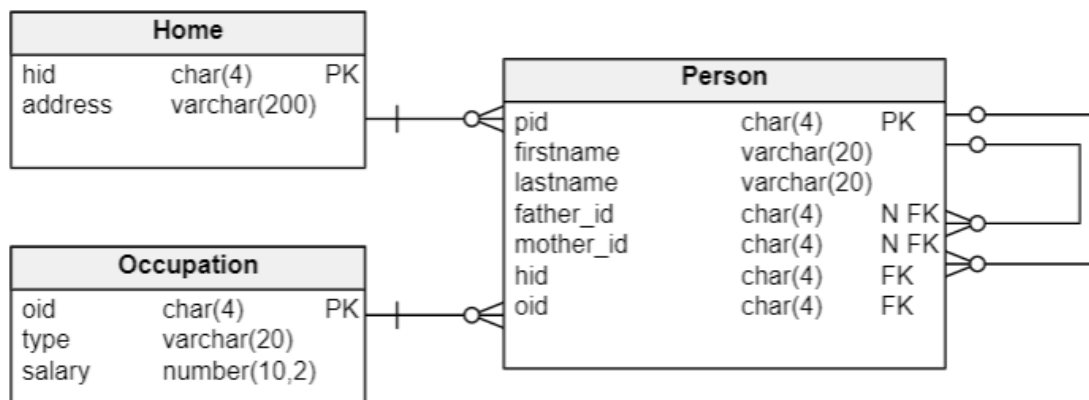 Home
hid char(4) PK
address varchar(200)
Person
pid char(4) PK
firstname varchar(20)
lastname varchar(20)
father_id char(4) N FK
mother_id char(4) N FK
hid char(4) FK
oid char(4) FK
Occupation
oid char(4) PK
type varchar(20)
salary number(10,2)